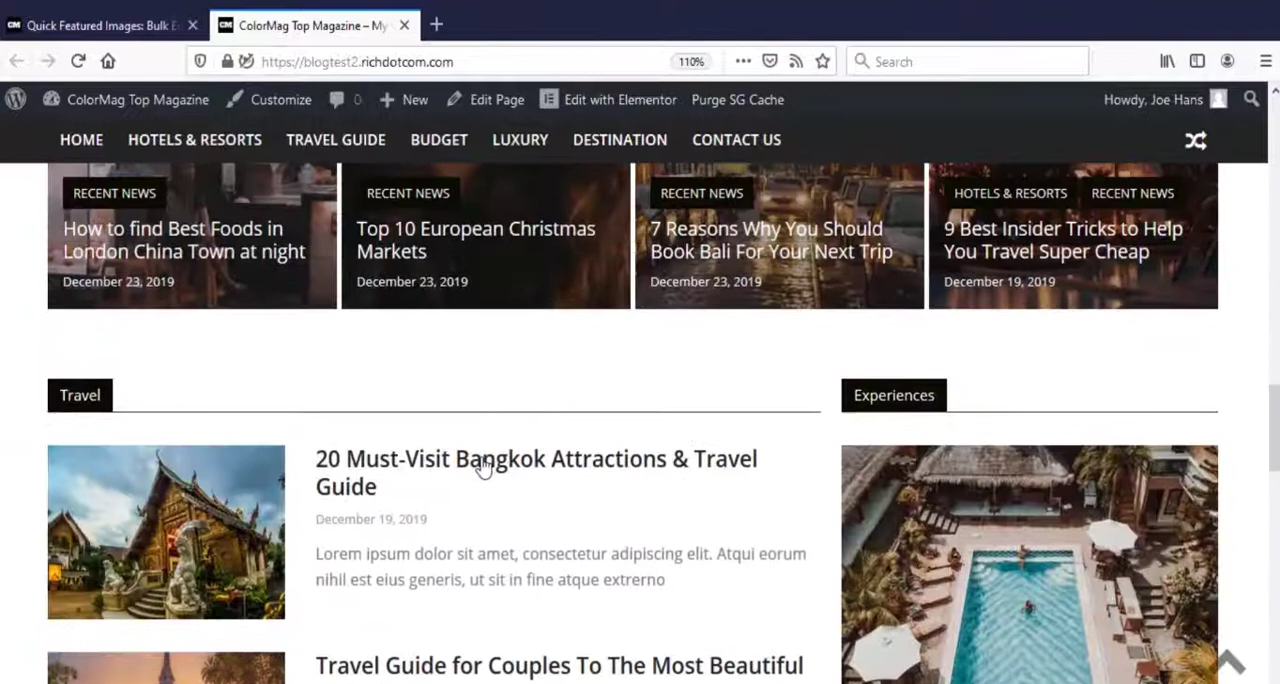 Quick Featured Images: Bulk E
ColorMag Top Magazine – My
https://blogtest2.richdotcom.com
110%
Search
ColorMag Top Magazine
Customize
0
New
Edit Page
Edit with Elementor
Purge SG Cache
Howdy, Joe Hans
HOME
HOTELS & RESORTS
TRAVEL GUIDE
BUDGET
LUXURY
DESTINATION
CONTACT US
RECENT NEWS
How to find Best Foods in
London China Town at night
December 23, 2019
RECENT NEWS
Top 10 European Christmas
Markets
December 23, 2019
RECENT NEWS
7 Reasons Why You Should
Book Bali For Your Next Trip
December 23, 2019
HOTELS & RESORTS RECENT NEWS
9 Best Insider Tricks to Help
You Travel Super Cheap
December 19, 2019
Travel
20 Must-Visit Bangkok Attractions & Travel
Guide
December 19, 2019
Lorem ipsum dolor sit amet, consectetur adipiscing elit. Atqui eorum
nihil est eius generis, ut sit in fine atque extrerno
Travel Guide for Couples To The Most Beautiful
Experiences